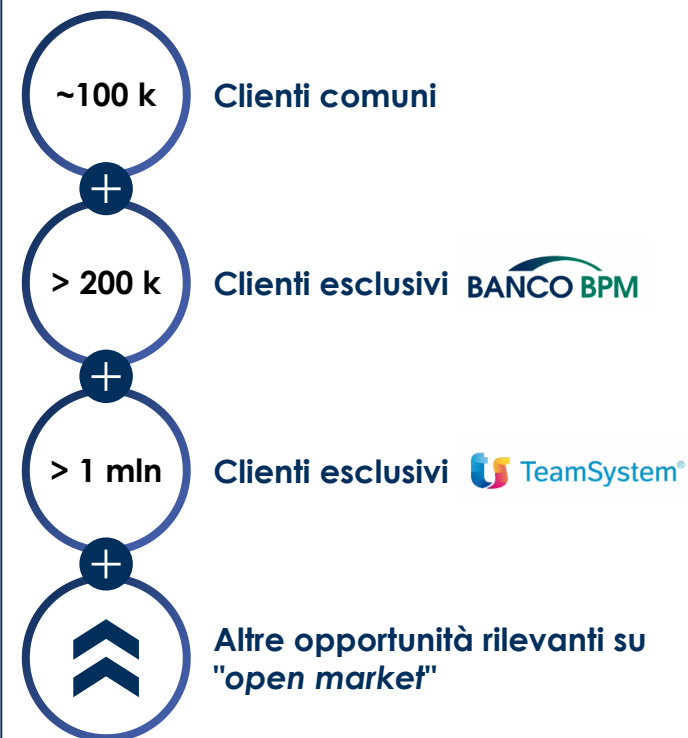 ~100 k Clienti comuni
+
> 200 k Clienti esclusivi BANCO BPM
+
> 1 mln Clienti esclusivi TeamSystem®
+
Altre opportunità rilevanti su
"open market"